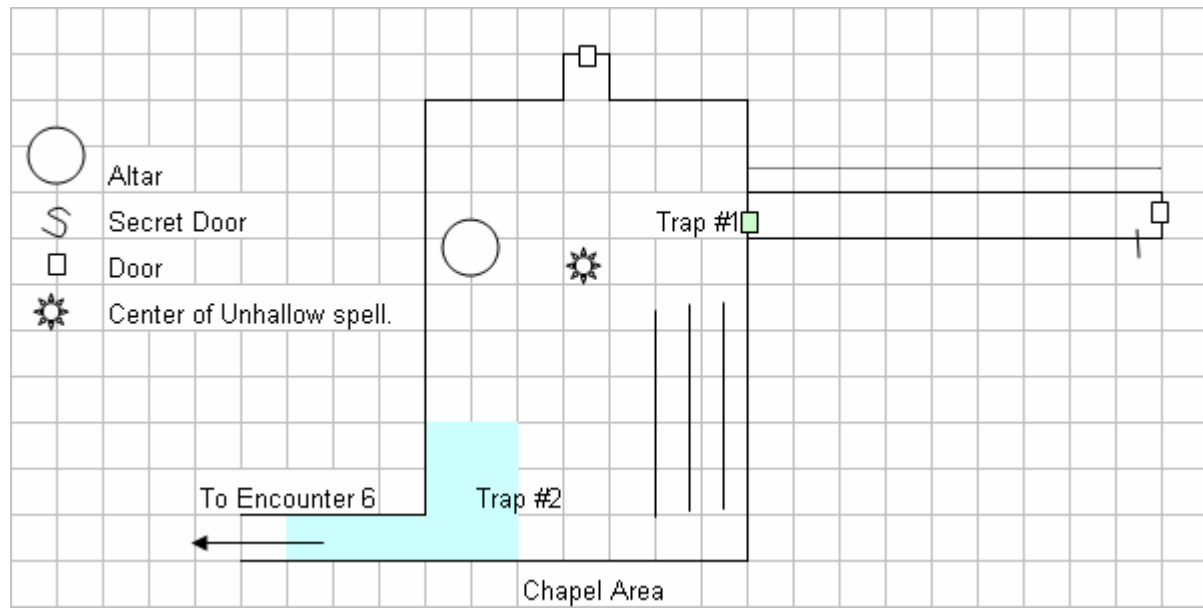 Altar
Secret Door
Door
Center of Unhallow spell.
Trap #1
To Encounter 6
Trap #2
Chapel Area